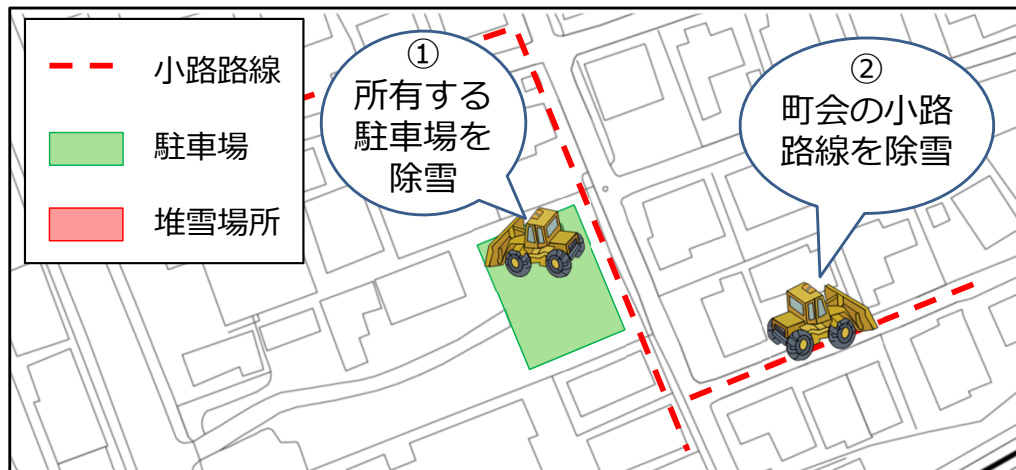 小路路線
駐車場
堆雪場所
①
所有する
駐車場を
除雪
②
町会の小路
路線を除雪